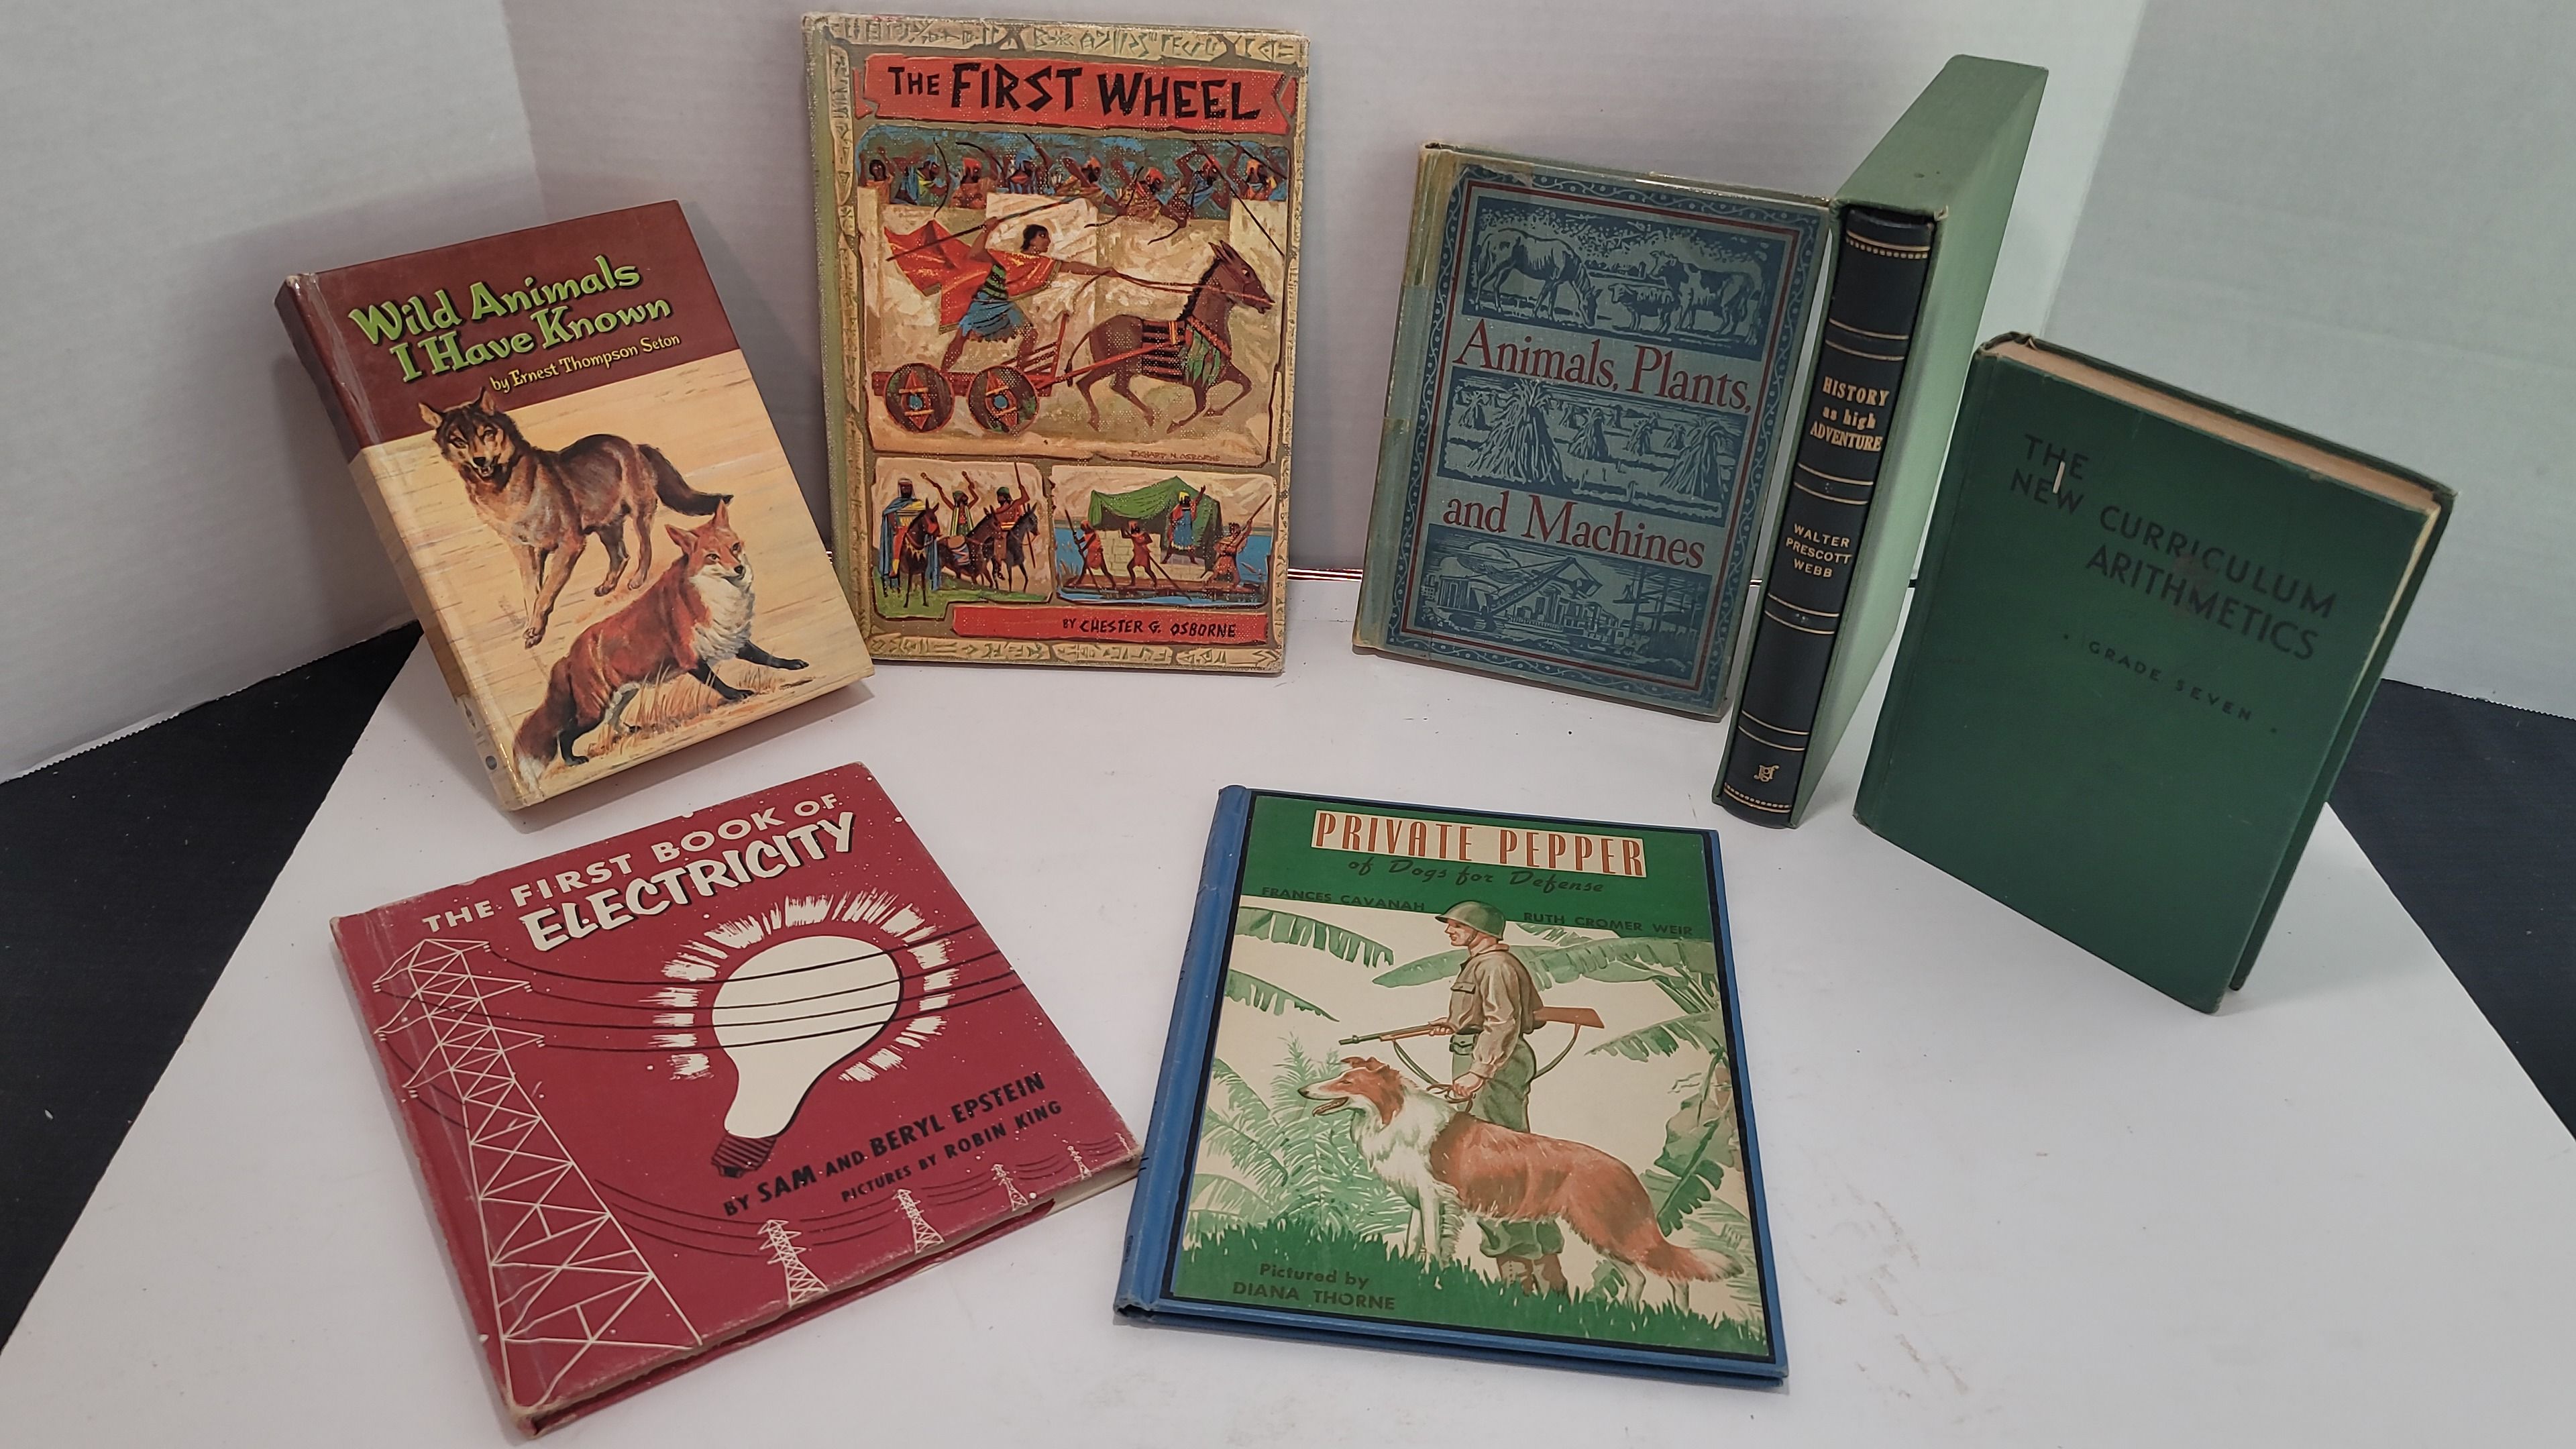 Wild Animals
I Have Known
by Ernest Thompson Seton
THE FIRST WHEEL
BY CHESTER G. OSBORNE
Animals, Plants,
and Machines
HISTORY
as high
ADVENTURE
WALTER
PRESCOTT
WEBB
THE
NEW CURRICULUM
ARITHMETICS
GRADE SEVEN
THE FIRST BOOK OF
ELECTRICITY
BY SAM AND BERYL EPSTEIN
PICTURES BY ROBIN KING
PRIVATE PEPPER
of Dogs for Defense
FRANCES CAVANAH
RUTH CROMER WEIR
Pictured by
DIANA THORNE